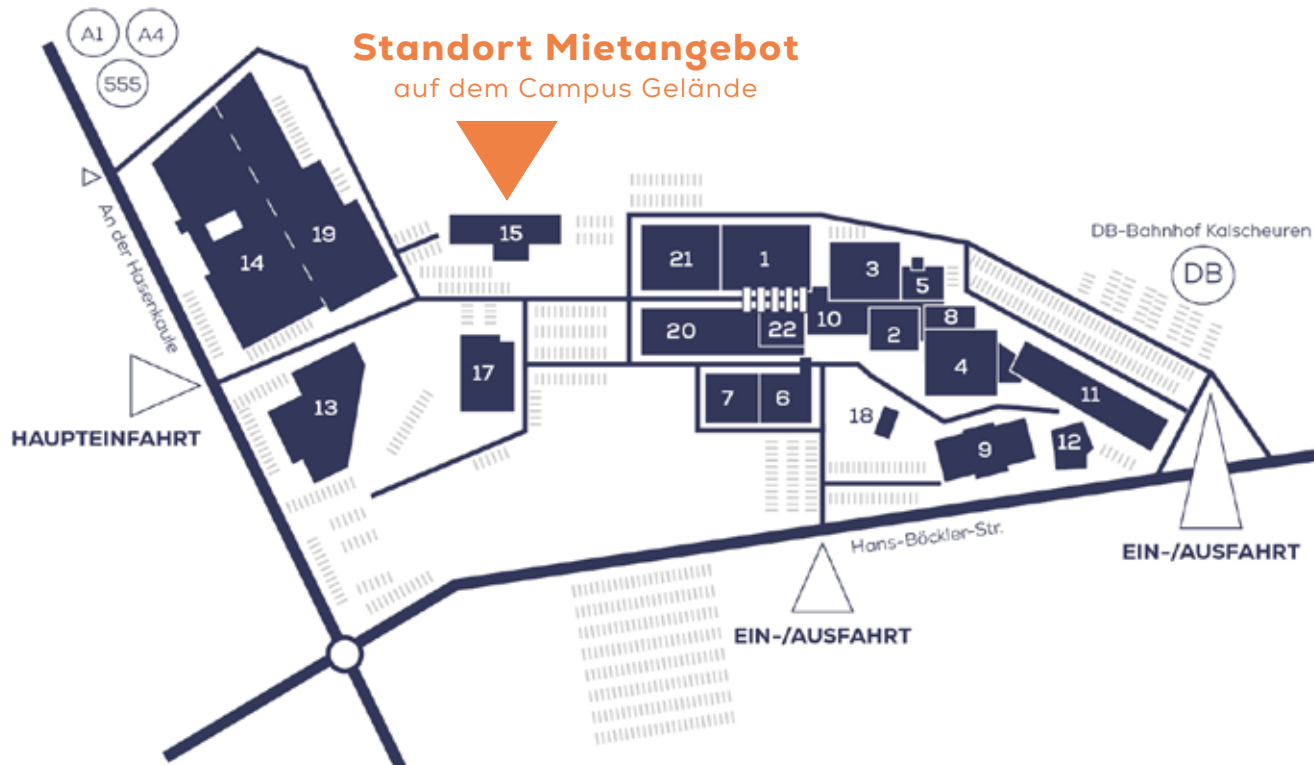 A1
A4
555
Standort Mietangebot
auf dem Campus Gelände
An der Hasenkaule
HAUPTEINFAHRT
14
19
15
13
17
21
1
3
5
20
22
10
2
8
4
11
7
6
18
9
12
DB-Bahnhof Kalscheuren
DB
Hans-Böckler-Str.
EIN-/AUSFAHRT
EIN-/AUSFAHRT